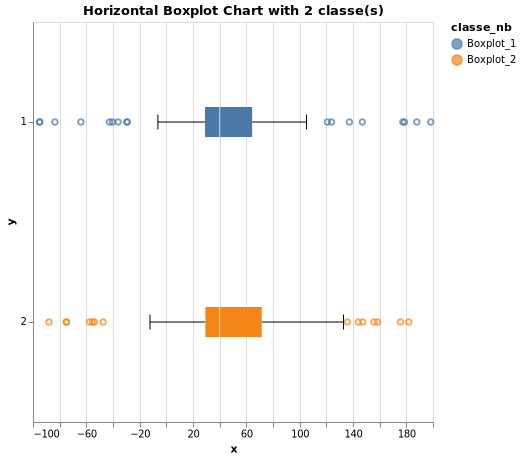 Horizontal Boxplot Chart with 2 classe(s)
classe_nb
Boxplot_1
Boxplot_2
1
y
2
−100 −60 −20 20 60 100 140 180
x